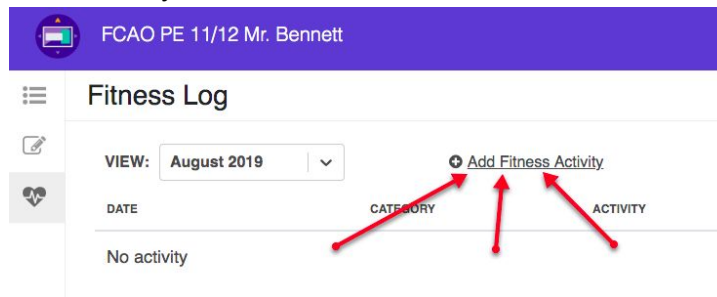 FCAO PE 11/12 Mr. Bennett
Fitness Log
VIEW: August 2019 Add Fitness Activity
DATE CATEGORY ACTIVITY
No activity